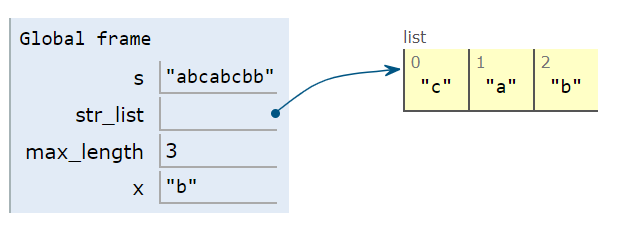 Global frame
s "abcabcbb"
str_list
max_length 3
x "b"
list
0 1 2
"c" "a" "b"